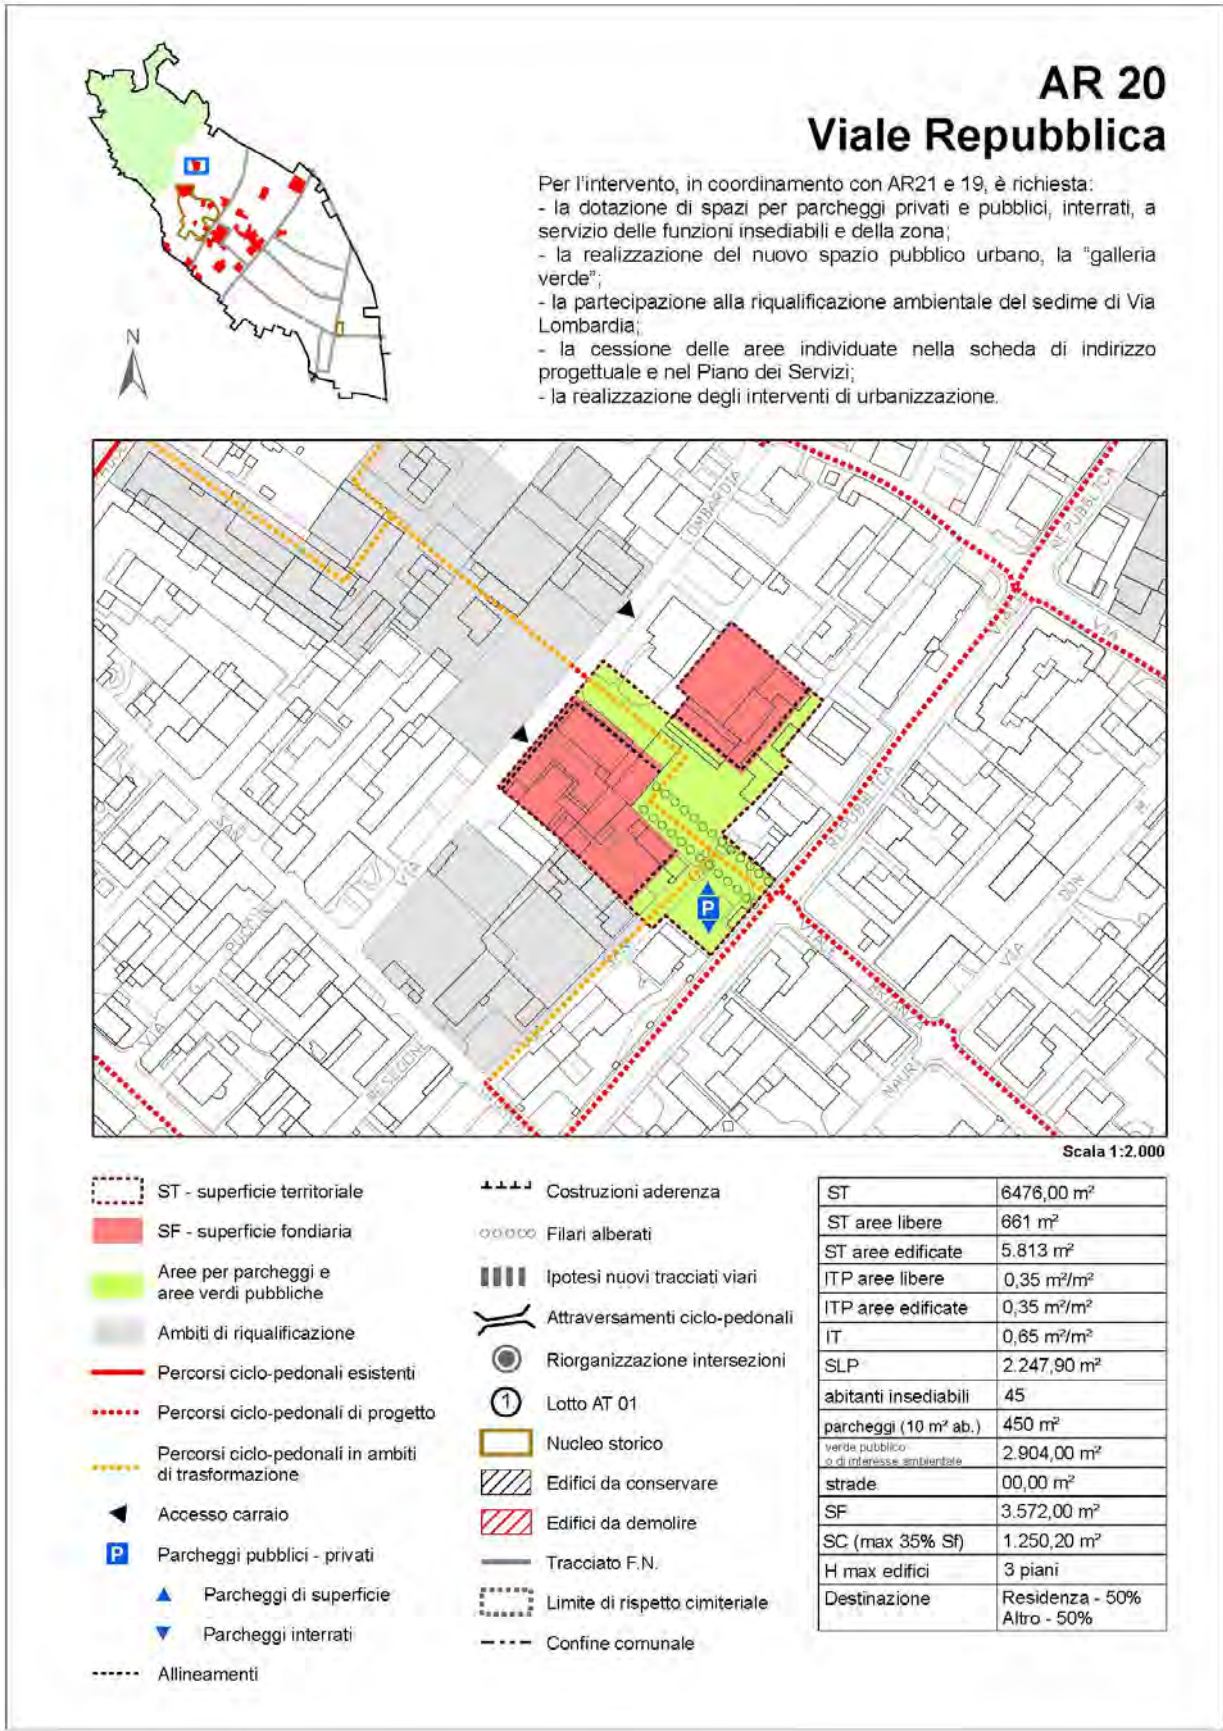 AR 20
Viale Repubblica
Per l'intervento, in coordinamento con AR21 e 19, è richiesta:
- la dotazione di spazi per parcheggi privati e pubblici, interrati, a
servizio delle funzioni insediabili e della zona;
- la realizzazione del nuovo spazio pubblico urbano, la "galleria
verde";
- la partecipazione alla riqualificazione ambientale del sedime di Via
Lombardia;
- la cessione delle aree individuate nella scheda di indirizzo
progettuale e nel Piano dei Servizi;
- la realizzazione degli interventi di urbanizzazione.
N
OMBARDIA
REPUBBLICA
VIA
REPUBBLICA
SAN
VIA
DON
VIA
VIA
Scala 1:2.000
ST - superficie territoriale
SF - superficie fondiaria
Aree per parcheggi e
aree verdi pubbliche
Ambiti di riqualificazione
Percorsi ciclo-pedonali esistenti
Percorsi ciclo-pedonali di progetto
Percorsi ciclo-pedonali in ambiti
di trasformazione
Accesso carraio
P Parcheggi pubblici - privati
Parcheggi di superficie
Parcheggi interrati
Allineamenti
Costruzioni aderenza
Filari alberati
Ipotesi nuovi tracciati viari
Attraversamenti ciclo-pedonali
Riorganizzazione intersezioni
1 Lotto AT 01
Nucleo storico
Edifici da conservare
Edifici da demolire
Tracciato F.N.
Limite di rispetto cimiteriale
Confine comunale
ST 6476,00 m²
ST aree libere 661 m²
ST aree edificate 5.813 m²
ITP aree libere 0,35 m²/m²
ITP aree edificate 0,35 m²/m²
IT 0,65 m²/m²
SLP 2.247,90 m²
abitanti insediabili 45
parcheggi (10 m² ab.) 450 m²
verde pubblico
o di interesse ambientale 2.904,00 m²
strade 00,00 m²
SF 3.572,00 m²
SC (max 35% Sf) 1.250,20 m²
H max edifici 3 piani
Destinazione Residenza - 50%
Altro - 50%